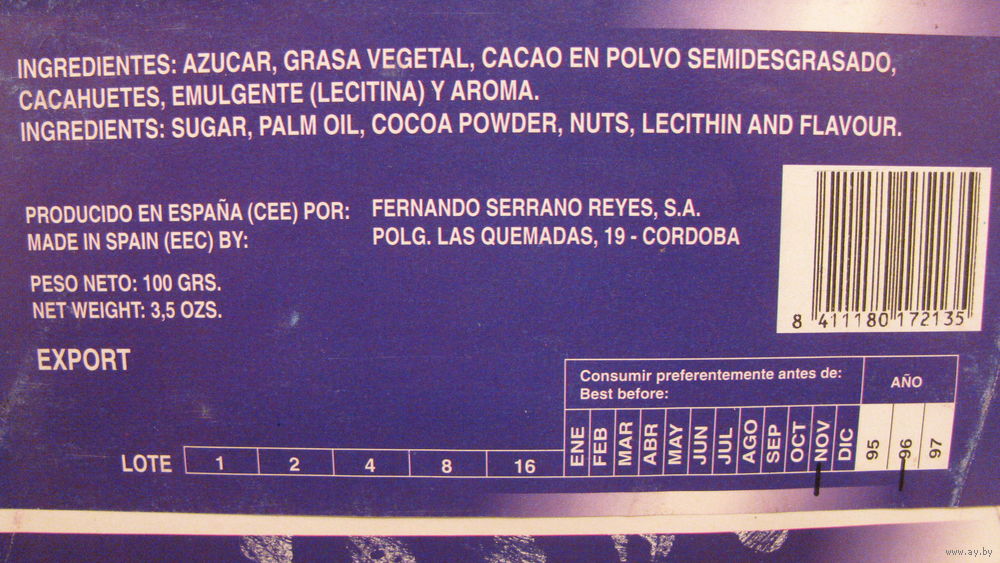 INGREDIENTES: AZUCAR, GRASA VEGETAL, CACAO EN POLVO SEMIDESGRASADO,
CACAHUETES, EMULGENTE (LECITINA) Y AROMA.
INGREDIENTS: SUGAR, PALM OIL, COCOA POWDER, NUTS, LECITHIN AND FLAVOUR.
PRODUCIDO EN ESPAÑA (CEE) POR: FERNANDO SERRANO REYES, S.A.
MADE IN SPAIN (EEC) BY: POLG. LAS QUEMADAS, 19 - CORDOBA
PESO NETO: 100 GRS.
NET WEIGHT: 3,5 OZS.
8 411180 172135
EXPORT
Consumir preferentemente antes de: AÑO
Best before:
LOTE 1 2 4 8 16 ENE FEB MAR ABR MAY JUN JUL AGO SEP OCT NOV DIC 95 96 97
www.ay.by